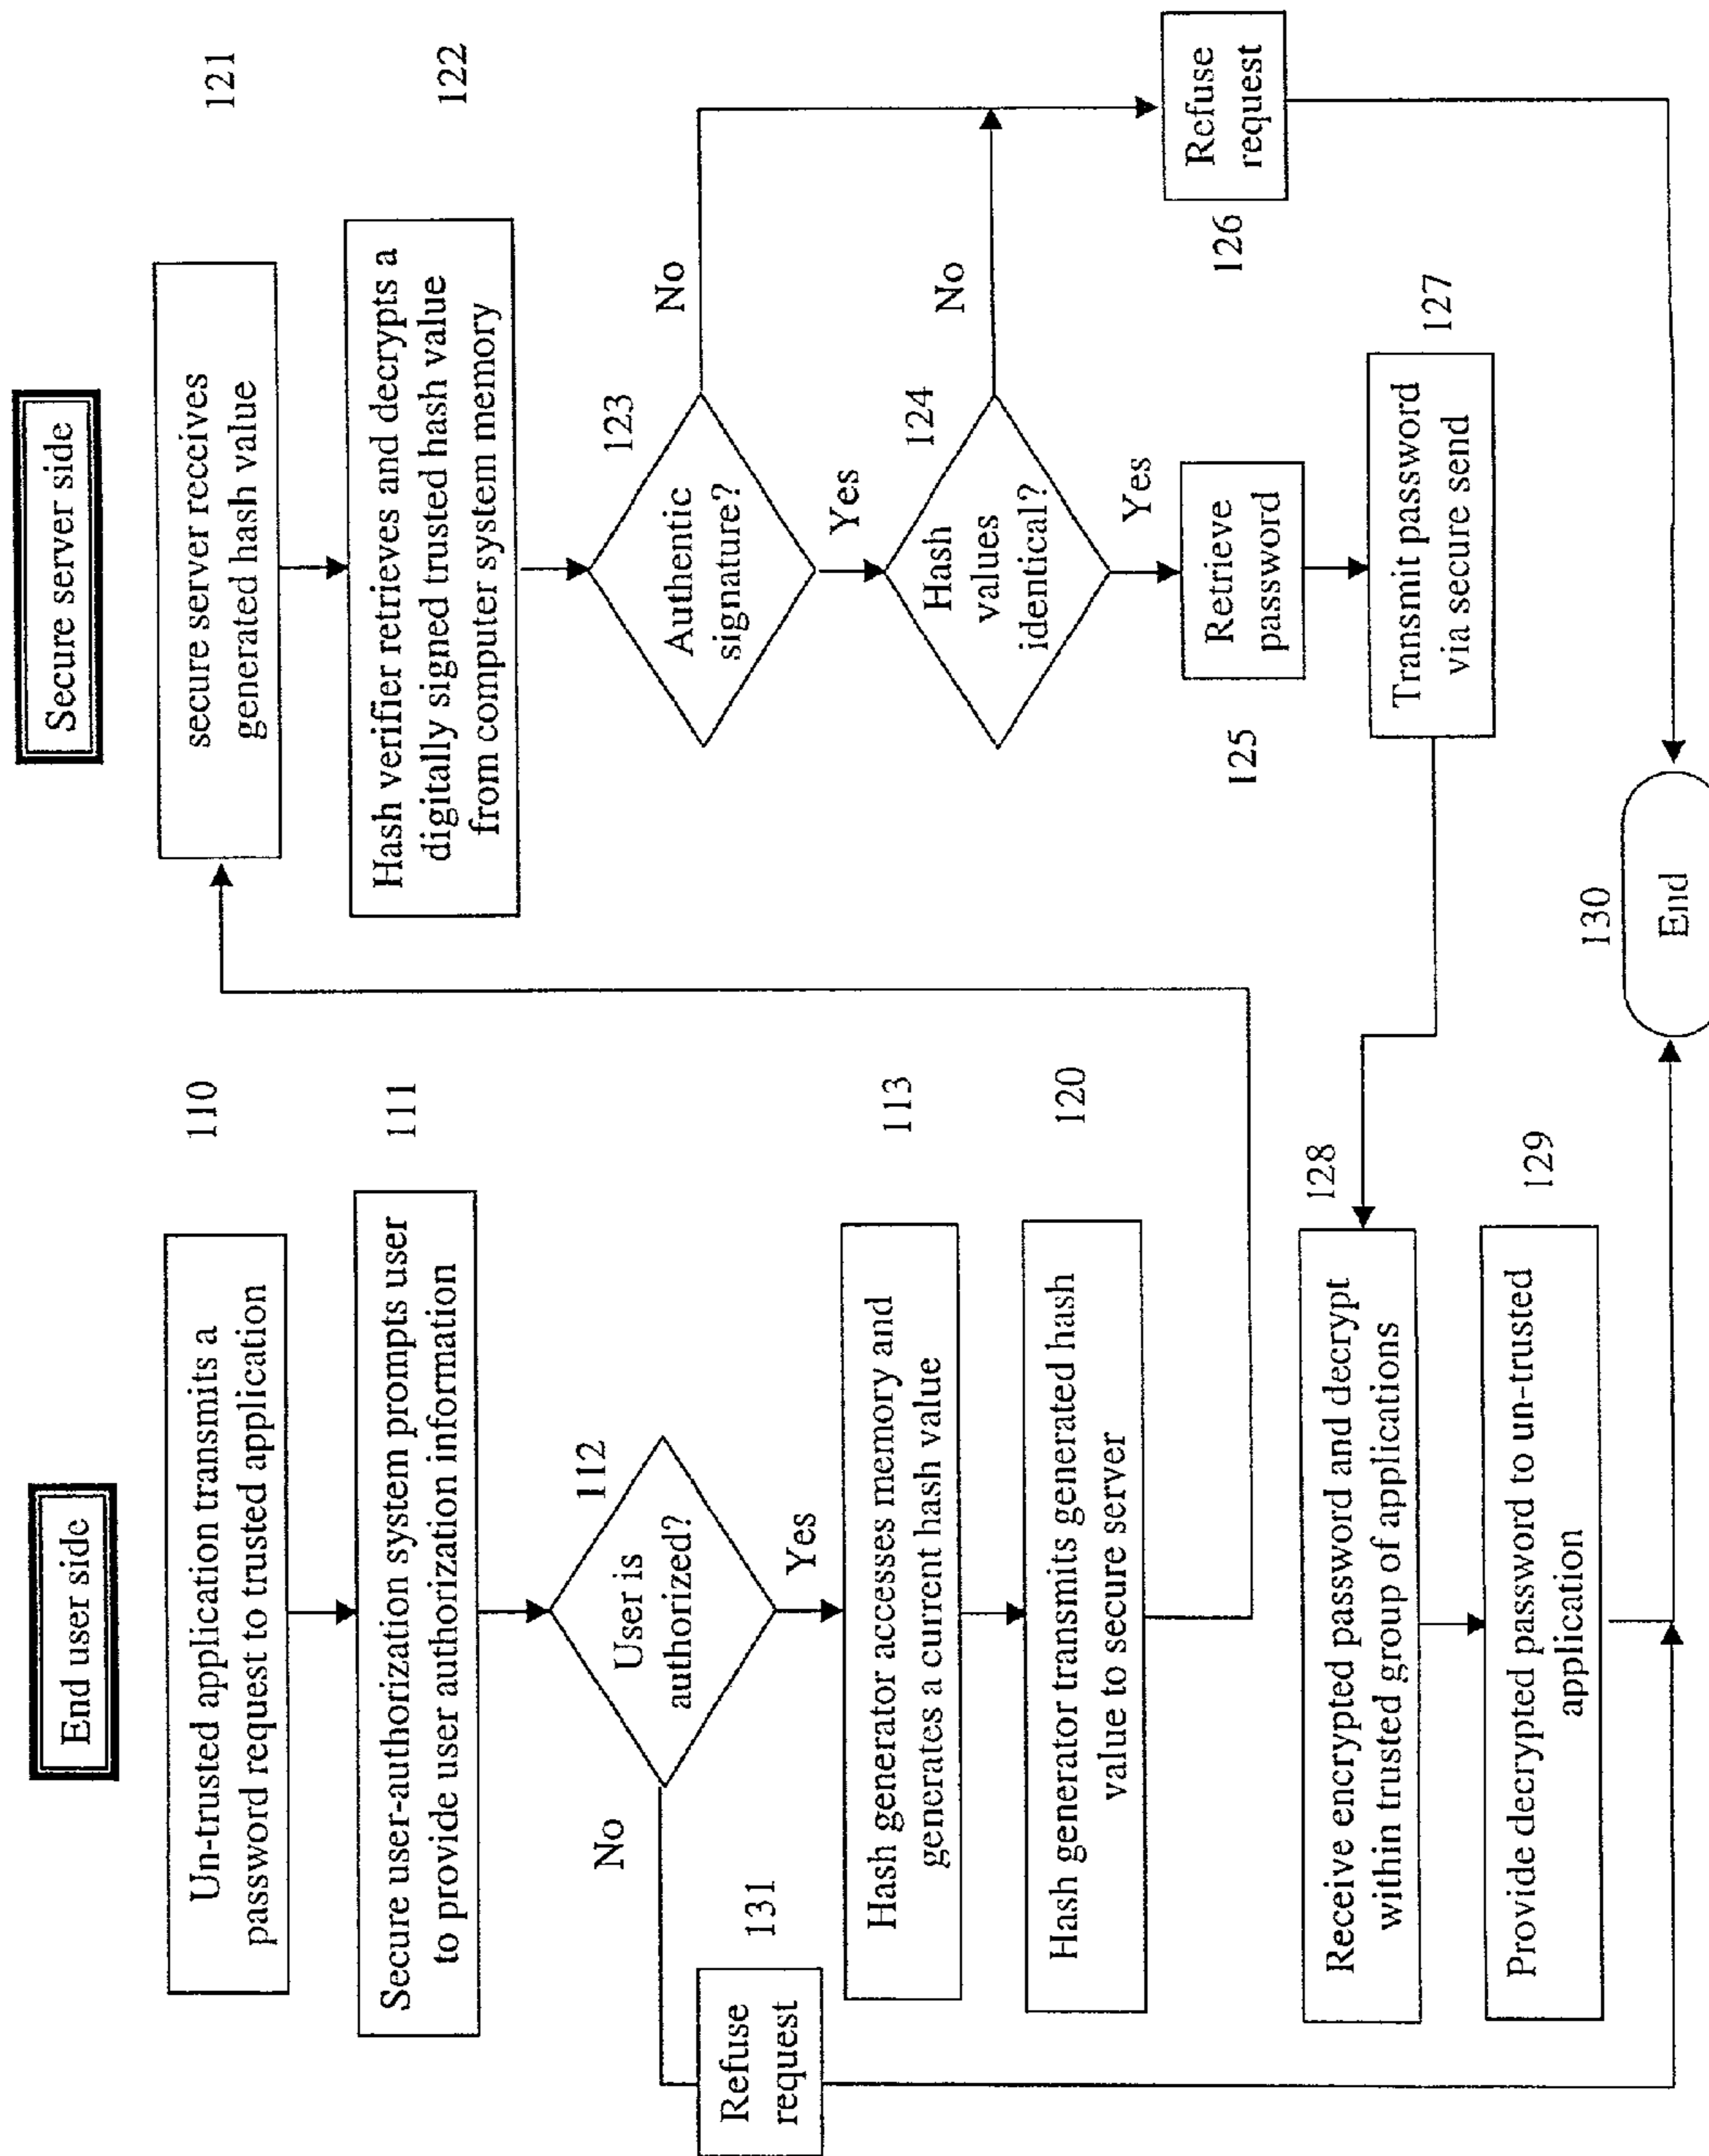 End user side
Un-trusted application transmits a
password request to trusted application
110
Secure user-authorization system prompts user
to provide user authorization information
111
User is
authorized?
112
No
Yes
Refuse
request
131
Hash generator accesses memory and
generates a current hash value
113
Hash generator transmits generated hash
value to secure server
120
Receive encrypted password and decrypt
within trusted group of applications
128
Provide decrypted password to un-trusted
application
129
Secure server side
secure server receives
generated hash value
121
Hash verifier retrieves and decrypts a
digitally signed trusted hash value
from computer system memory
122
Authentic
signature?
123
No
Yes
Hash
values
identical?
124
No
Yes
Retrieve
password
125
Refuse
request
126
Transmit password
via secure send
127
130
End